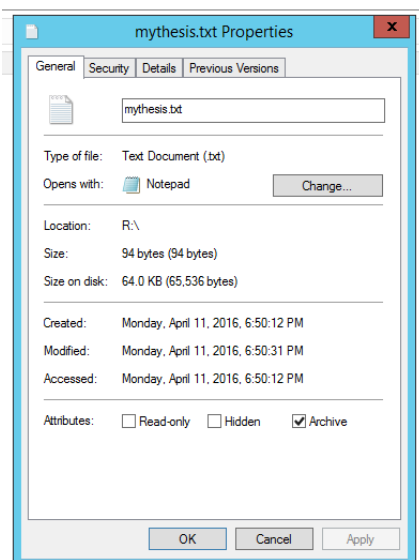 mythesis.txt Properties
x
General Security Details Previous Versions
mythesis.txt
Type of file: Text Document (.txt)
Opens with: Notepad Change...
Location: R:\
Size: 94 bytes (94 bytes)
Size on disk: 64.0 KB (65,536 bytes)
Created: Monday, April 11, 2016, 6:50:12 PM
Modified: Monday, April 11, 2016, 6:50:31 PM
Accessed: Monday, April 11, 2016, 6:50:12 PM
Attributes: Read-only Hidden Archive
OK Cancel Apply